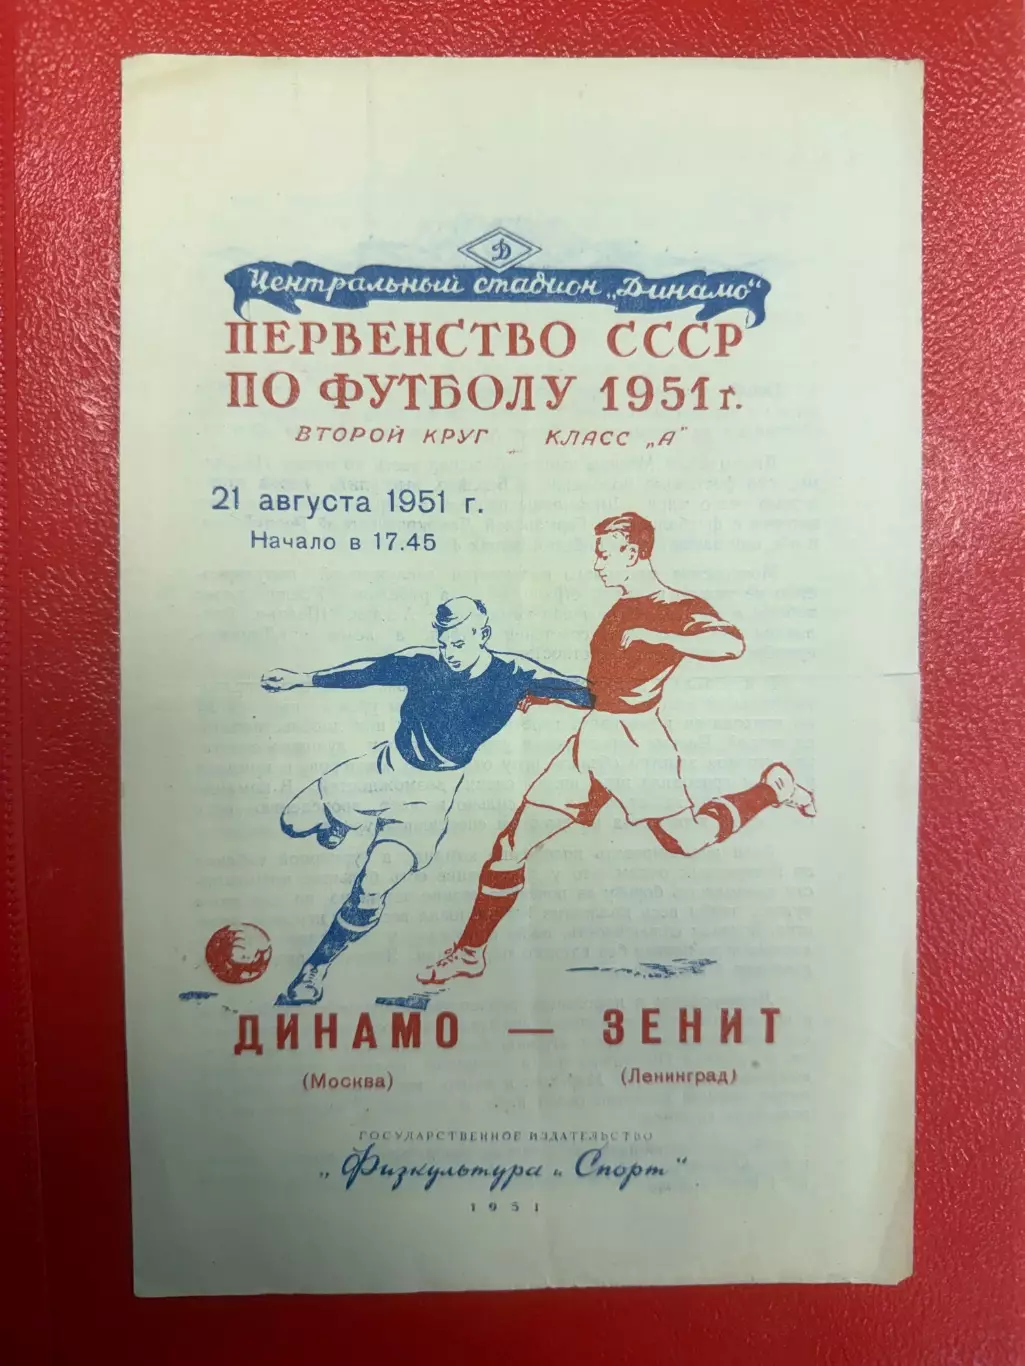 Д
Центральный стадион „Динамо"
ПЕРВЕНСТВО СССР
ПО ФУТБОЛУ 1951 г.
ВТОРОЙ КРУГ КЛАСС „А"
21 августа 1951 г.
Начало в 17.45
ДИНАМО — ЗЕНИТ
(Москва) (Ленинград)
ГОСУДАРСТВЕННОЕ ИЗДАТЕЛЬСТВО
„Физкультура и Спорт"
1951